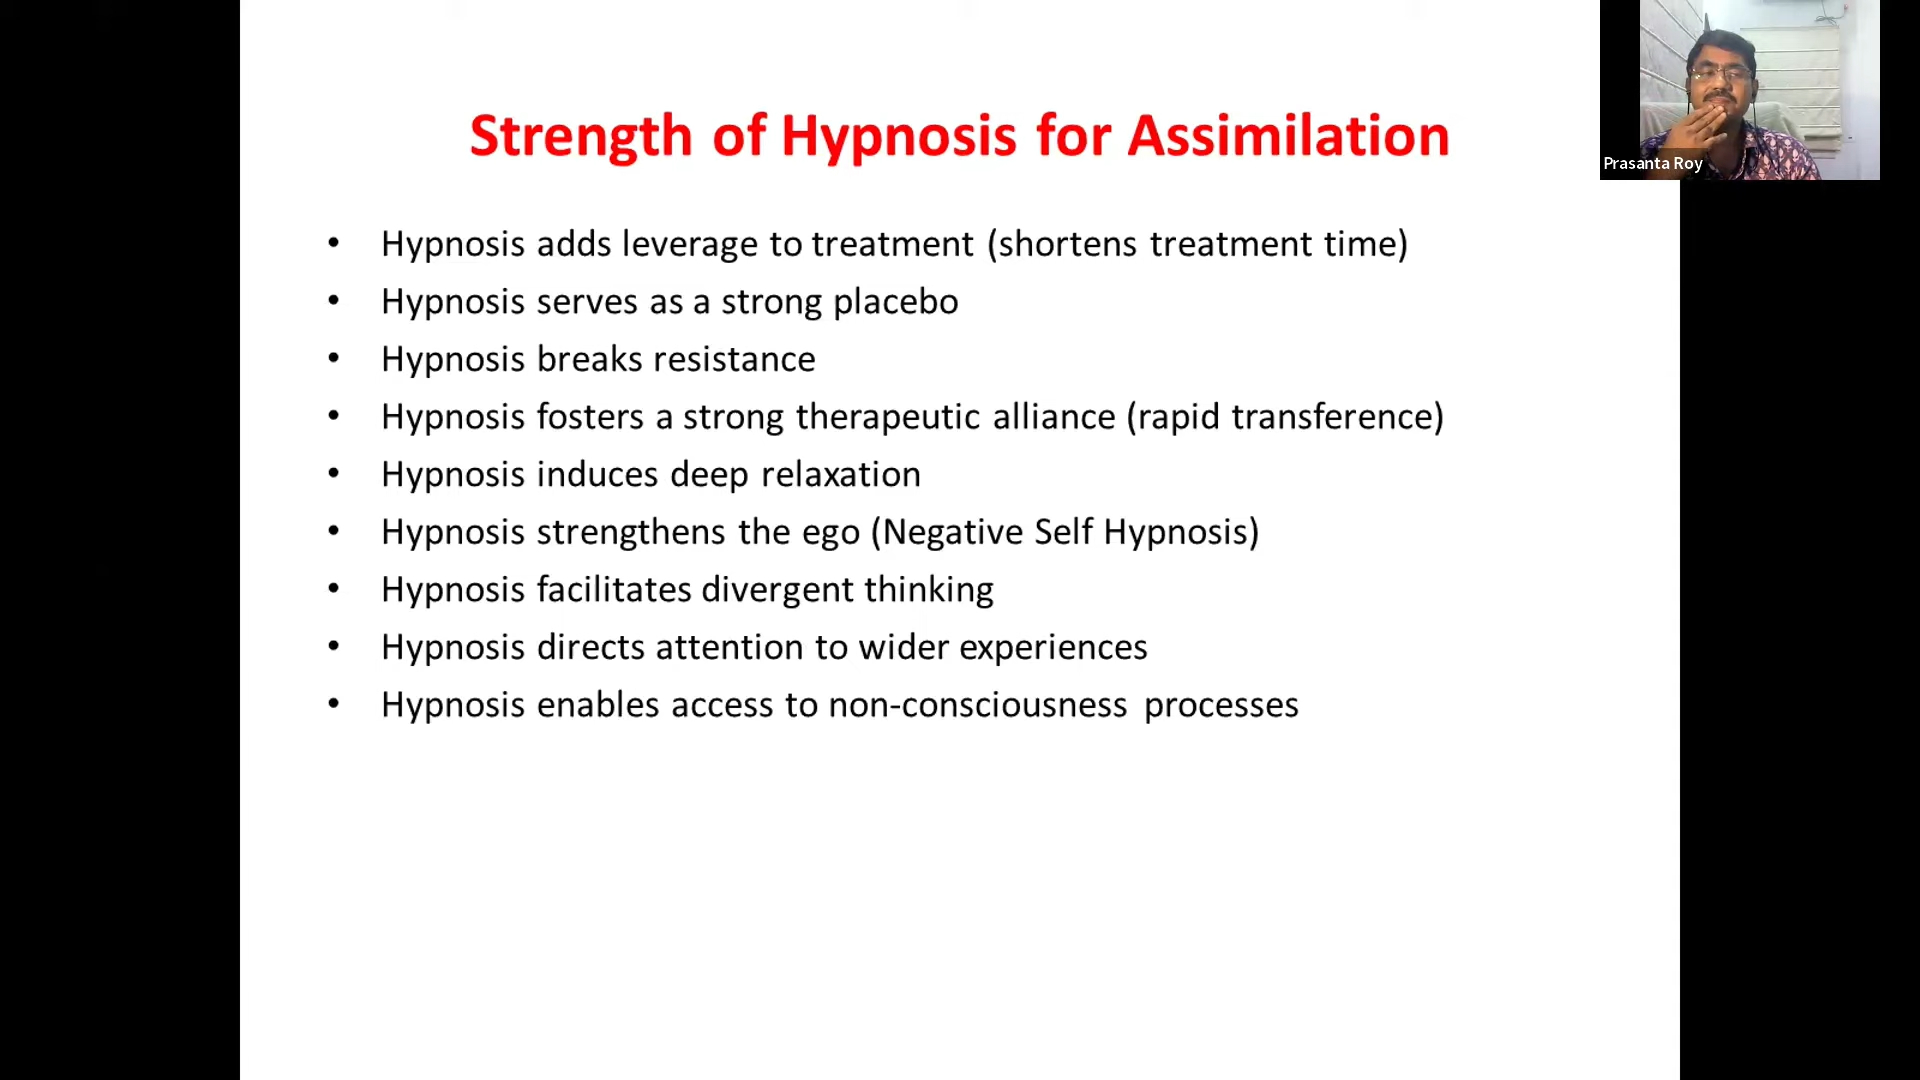 Strength of Hypnosis for Assimilation
Prasanta Roy
• Hypnosis adds leverage to treatment (shortens treatment time)
• Hypnosis serves as a strong placebo
• Hypnosis breaks resistance
• Hypnosis fosters a strong therapeutic alliance (rapid transference)
• Hypnosis induces deep relaxation
• Hypnosis strengthens the ego (Negative Self Hypnosis)
• Hypnosis facilitates divergent thinking
• Hypnosis directs attention to wider experiences
• Hypnosis enables access to non-consciousness processes